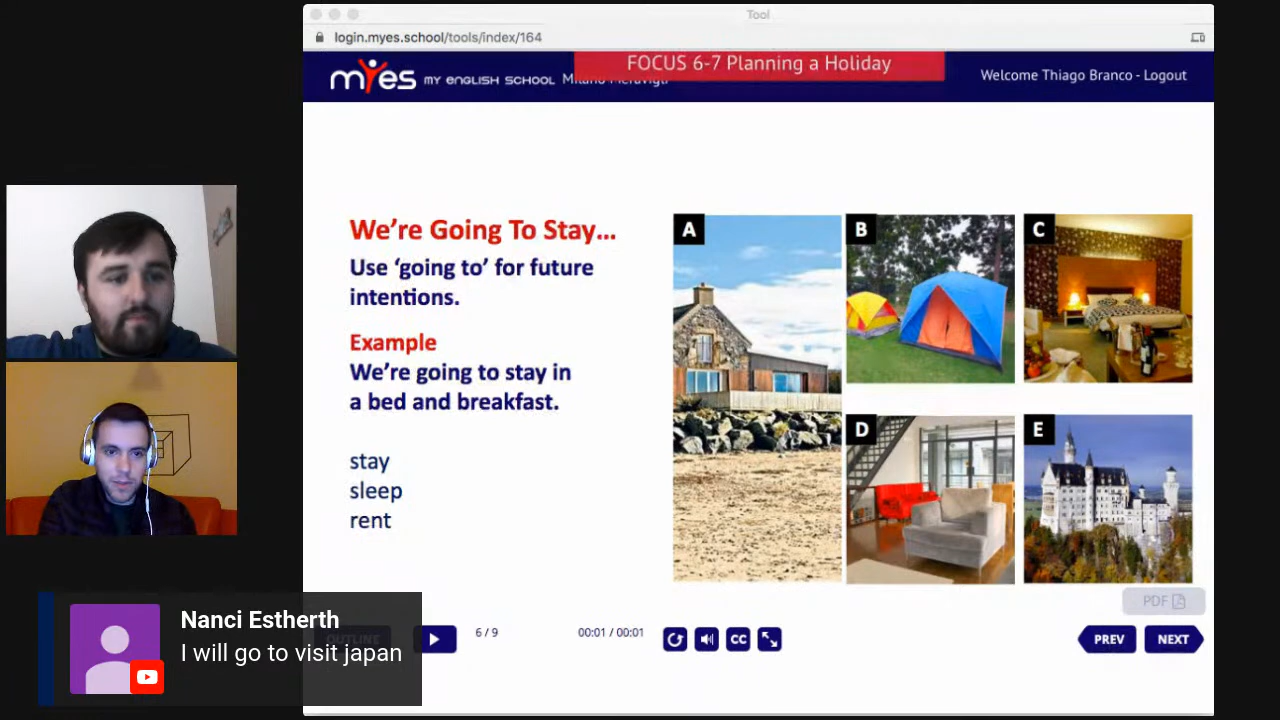 Tool
login.myes.school/tools/index/164
FOCUS 6-7 Planning a Holiday
myes MY ENGLISH SCHOOL Milano Meravigli
Welcome Thiago Branco - Logout
We're Going To Stay...
Use 'going to' for future
intentions.
Example
We're going to stay in
a bed and breakfast.
stay
sleep
rent
A
B
C
D
E
PDF
Nanci Estherth
I will go to visit japan
OUTLINE
6 / 9
00:01 / 00:01
CC
PREV
NEXT